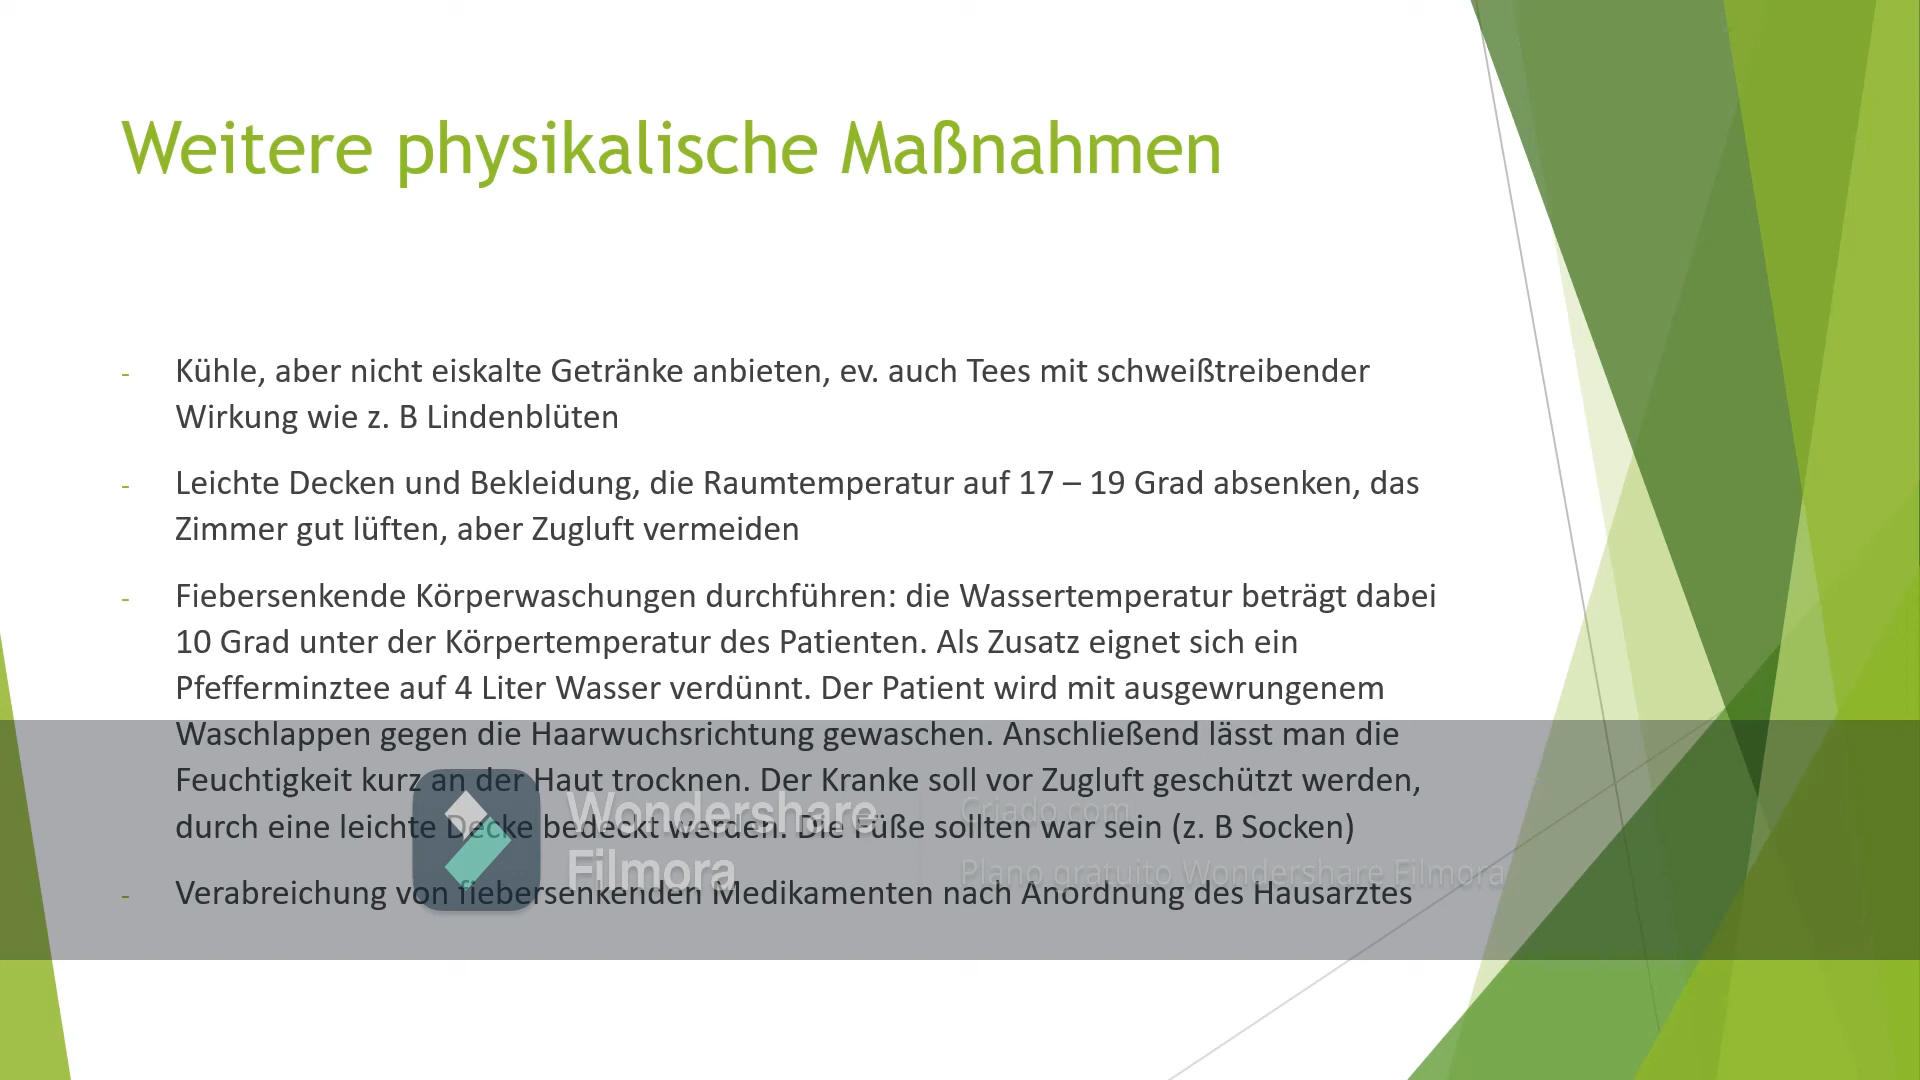 Weitere physikalische Maßnahmen
- Kühle, aber nicht eiskalte Getränke anbieten, ev. auch Tees mit schweißtreibender
Wirkung wie z. B Lindenblüten
- Leichte Decken und Bekleidung, die Raumtemperatur auf 17 – 19 Grad absenken, das
Zimmer gut lüften, aber Zugluft vermeiden
- Fiebersenkende Körperwaschungen durchführen: die Wassertemperatur beträgt dabei
10 Grad unter der Körpertemperatur des Patienten. Als Zusatz eignet sich ein
Pfefferminztee auf 4 Liter Wasser verdünnt. Der Patient wird mit ausgewrungenem
Waschlappen gegen die Haarwuchsrichtung gewaschen. Anschließend lässt man die
Feuchtigkeit kurz an der Haut trocknen. Der Kranke soll vor Zugluft geschützt werden,
durch eine leichte Decke bedeckt werden. Die Füße sollten war sein (z. B Socken)
- Verabreichung von fiebersenkenden Medikamenten nach Anordnung des Hausarztes
Wondershare
Filmora
Criado com
Plano gratuito Wondershare Filmora